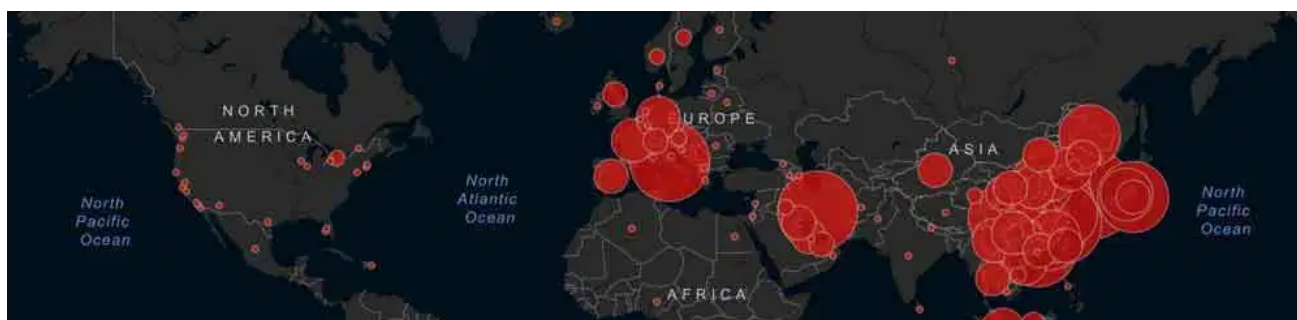 NORTH
AMERICA
EUROPE
ASIA
North
Atlantic
Ocean
North
Pacific
Ocean
North
Pacific
Ocean
AFRICA